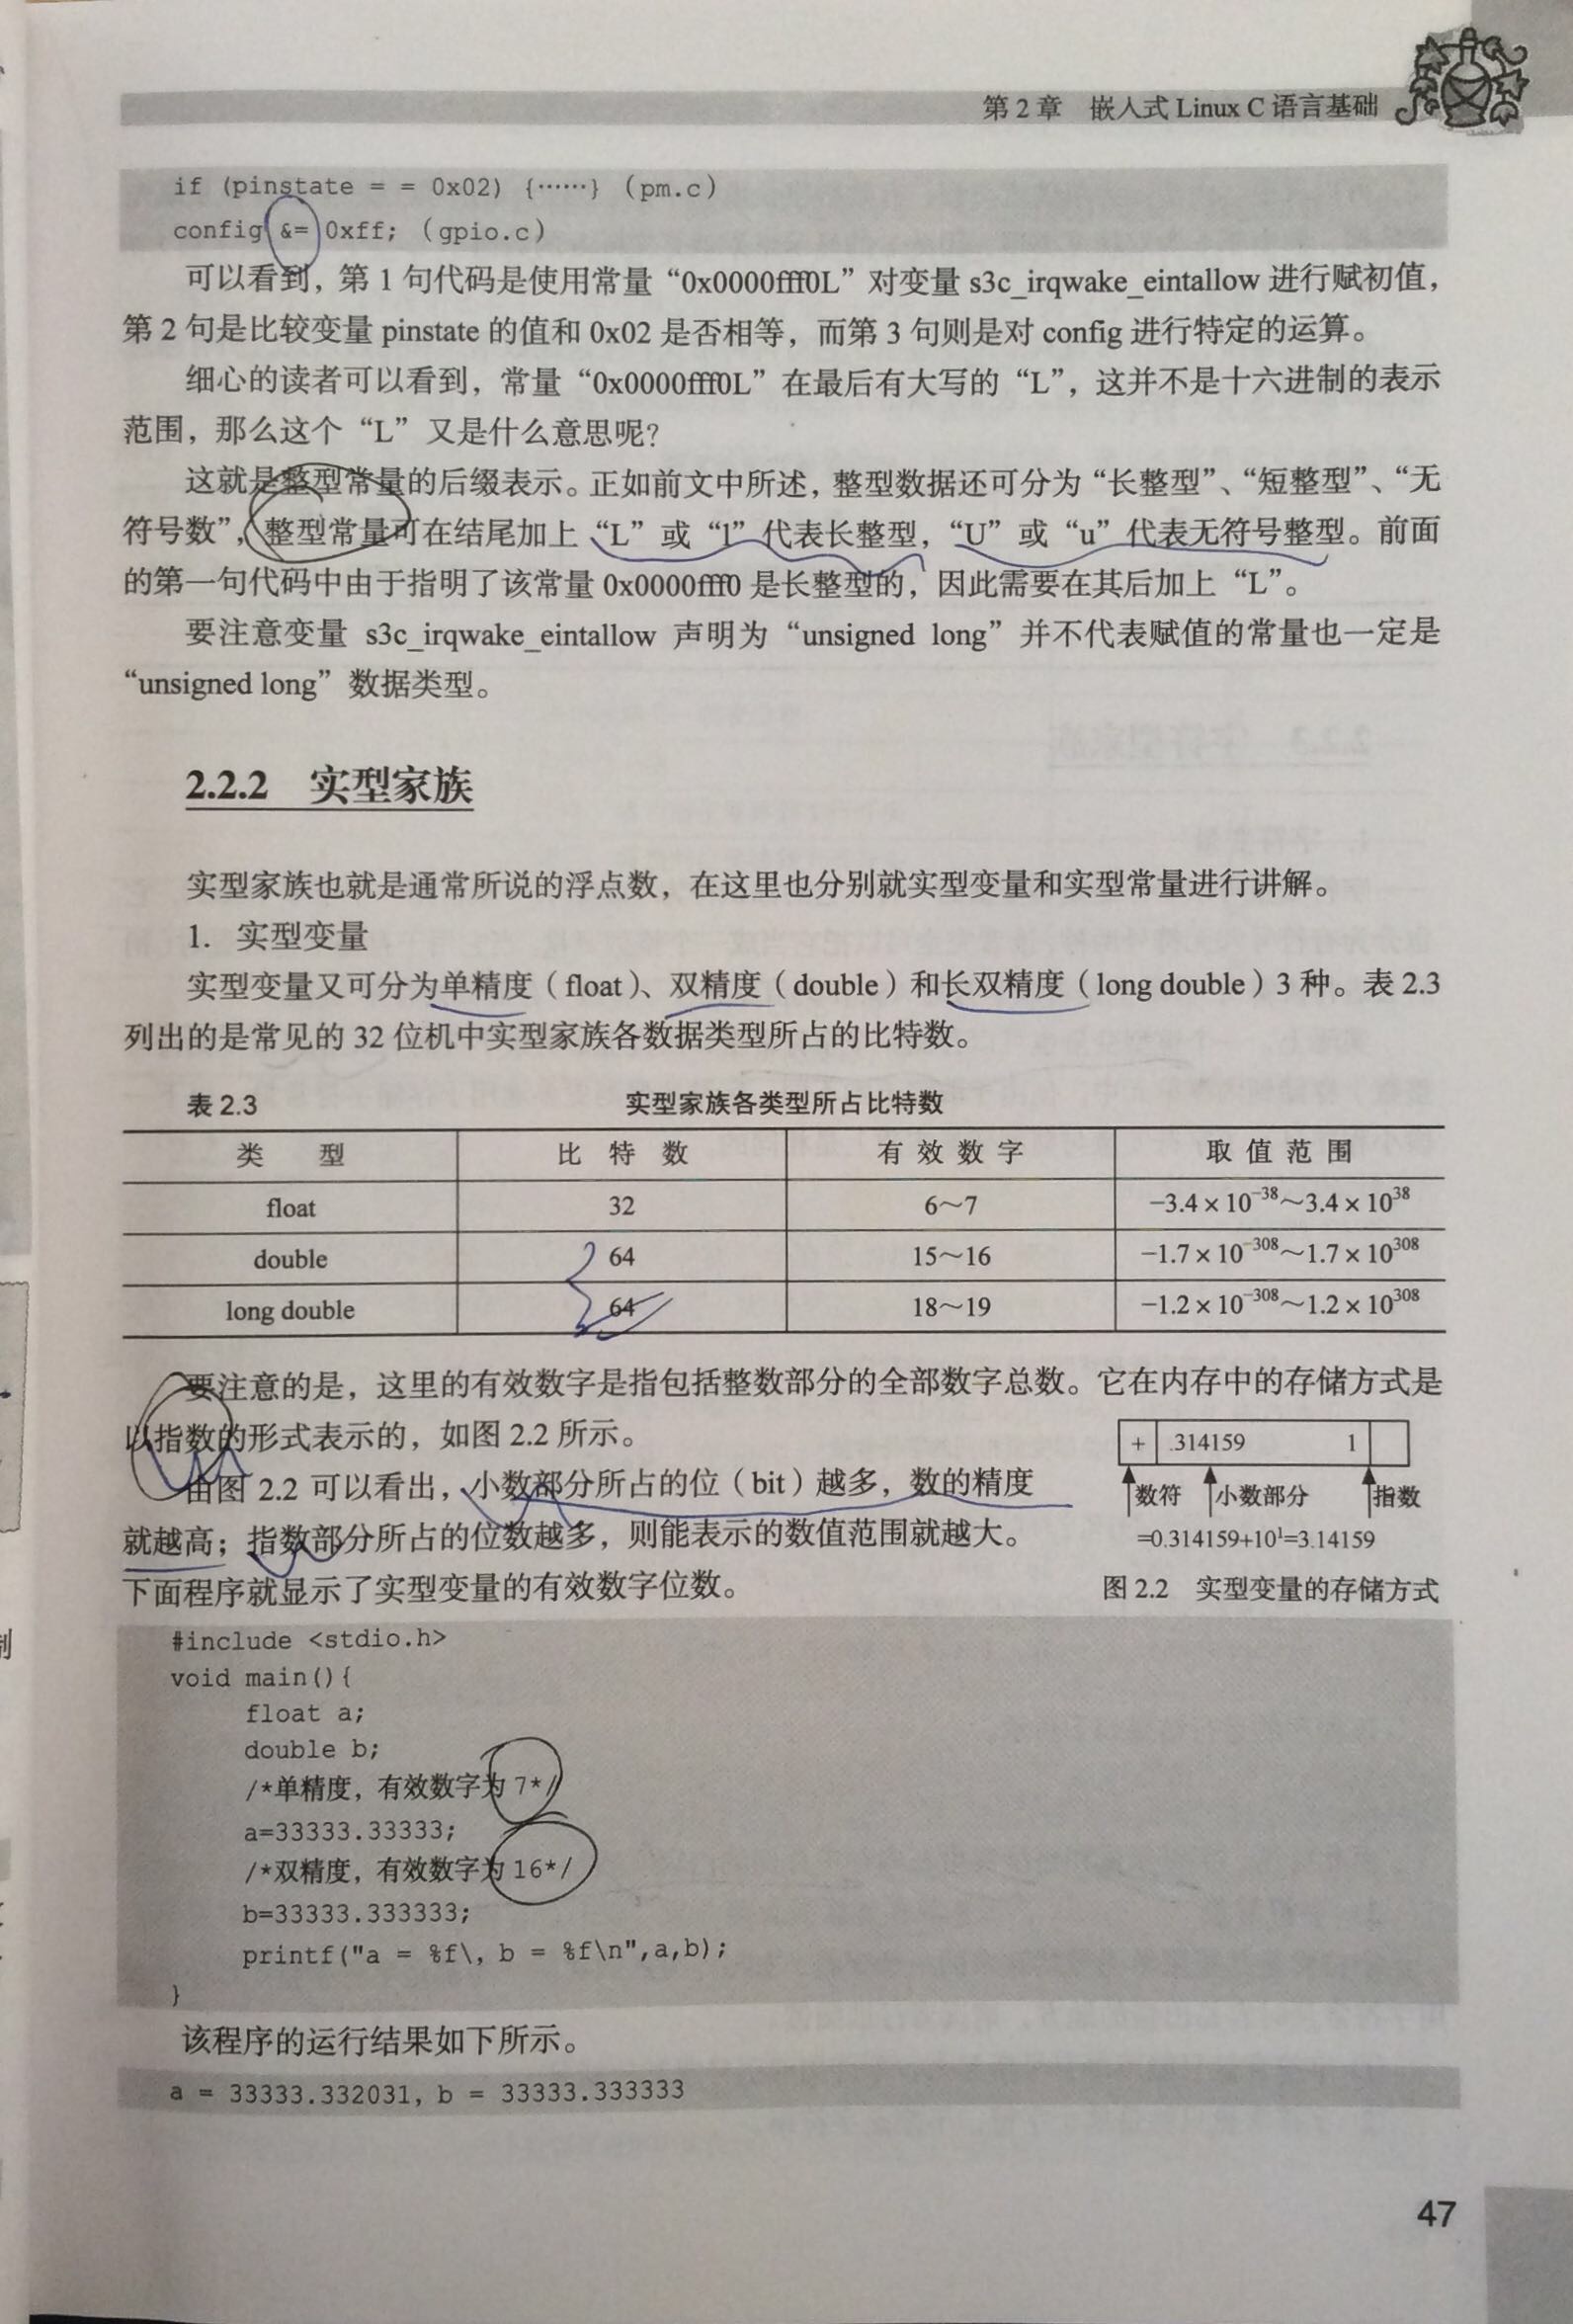 第 2 章　嵌入式 Linux C 语言基础
if (pinstate = = 0x02) {……} (pm.c)
config &= 0xff; (gpio.c)
可以看到，第 1 句代码是使用常量“0x0000ffff0L”对变量 s3c_irqwake_eintallow 进行赋初值，
第 2 句是比较变量 pinstate 的值和 0x02 是否相等，而第 3 句则是对 config 进行特定的运算。
细心的读者可以看到，常量“0x0000ffff0L”在最后有大写的“L”，这并不是十六进制的表示
范围，那么这个“L”又是什么意思呢？
这就是整型常量的后缀表示。正如前文中所述，整型数据还可分为“长整型”、“短整型”、“无
符号数”，整型常量可在结尾加上“L”或“l”代表长整型，“U”或“u”代表无符号整型。前面
的第一句代码中由于指明了该常量 0x0000ffff0 是长整型的，因此需要在其后加上“L”。
要注意变量 s3c_irqwake_eintallow 声明为“unsigned long”并不代表赋值的常量也一定是
“unsigned long”数据类型。
2.2.2　实型家族
实型家族也就是通常所说的浮点数，在这里也分别就实型变量和实型常量进行讲解。
1. 实型变量
实型变量又可分为单精度（float）、双精度（double）和长双精度（long double）3 种。表 2.3
列出的是常见的 32 位机中实型家族各数据类型所占的比特数。
表 2.3　实型家族各类型所占比特数
类　型　比 特 数　有 效 数 字　取 值 范 围
float　32　6～7　−3.4 × 10⁻³⁸～3.4 × 10³⁸
double　64　15～16　−1.7 × 10⁻³⁰⁸～1.7 × 10³⁰⁸
long double　64　18～19　−1.2 × 10⁻³⁰⁸～1.2 × 10³⁰⁸
要注意的是，这里的有效数字是指包括整数部分的全部数字总数。它在内存中的存储方式是
以指数的形式表示的，如图 2.2 所示。
由图 2.2 可以看出，小数部分所占的位（bit）越多，数的精度
就越高；指数部分所占的位数越多，则能表示的数值范围就越大。
下面程序就显示了实型变量的有效数字位数。
+ .314159 1
数符　小数部分　指数
=0.314159+10¹=3.14159
图 2.2　实型变量的存储方式
#include <stdio.h>
void main(){
float a;
double b;
/*单精度，有效数字为 7*/
a=33333.33333;
/*双精度，有效数字为 16*/
b=33333.333333;
printf("a = %f\, b = %f\n",a,b);
}
该程序的运行结果如下所示。
a = 33333.332031, b = 33333.333333
47